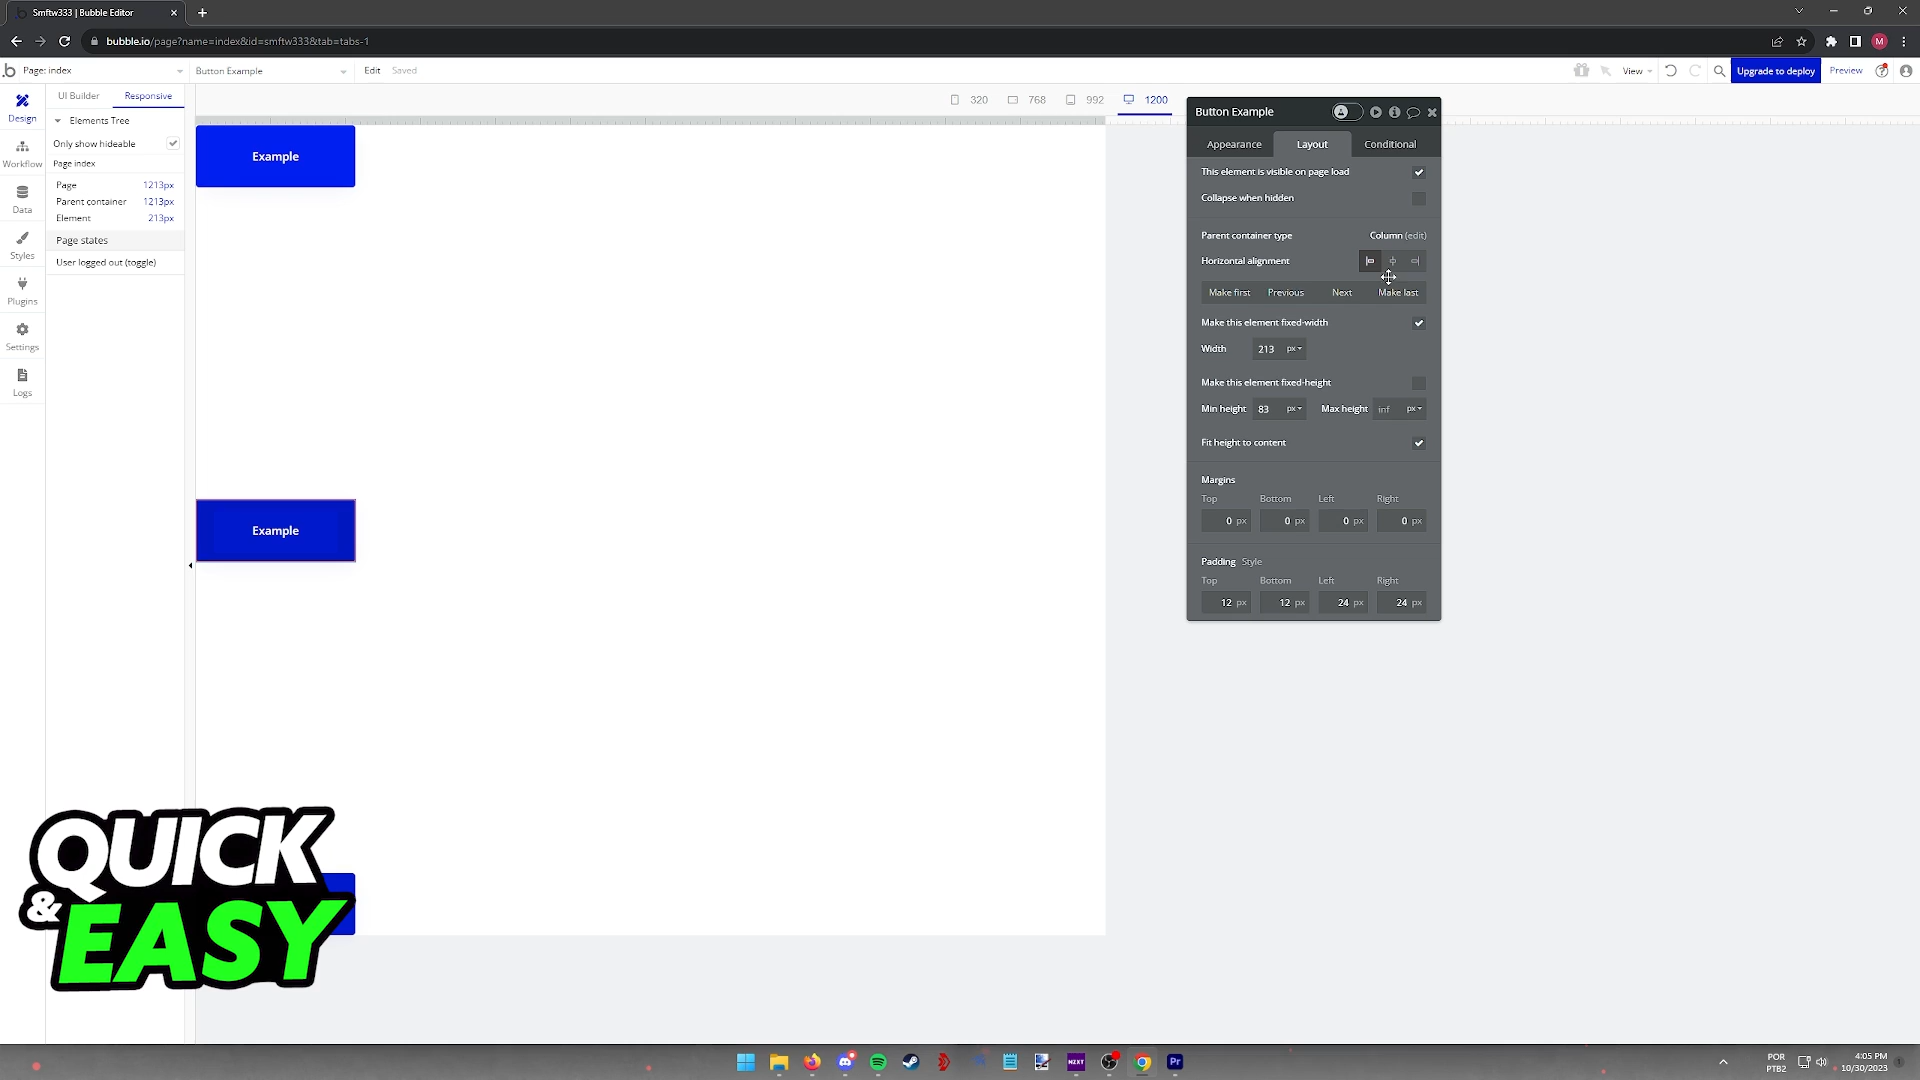 Smftw333 | Bubble Editor
bubble.io/page?name=index&id=smftw333&tab=tabs-1
M
Page: index
Button Example
Edit
Saved
View
Upgrade to deploy
Preview
Design
Workflow
Data
Styles
Plugins
Settings
Logs
UI Builder
Responsive
Elements Tree
Only show hideable
Page index
Page 1213px
Parent container 1213px
Element 213px
Page states
User logged out (toggle)
320
768
992
1200
Example
Example
Button Example
Appearance
Layout
Conditional
This element is visible on page load
Collapse when hidden
Parent container type Column (edit)
Horizontal alignment
Make first Previous Next Make last
Make this element fixed-width
Width 213 px
Make this element fixed-height
Min height 83 px Max height inf px
Fit height to content
Margins
Top Bottom Left Right
0 px 0 px 0 px 0 px
Padding Style
Top Bottom Left Right
12 px 12 px 24 px 24 px
QUICK
& EASY
NZXT
Pr
POR
PTB2
4:05 PM
10/30/2023
1